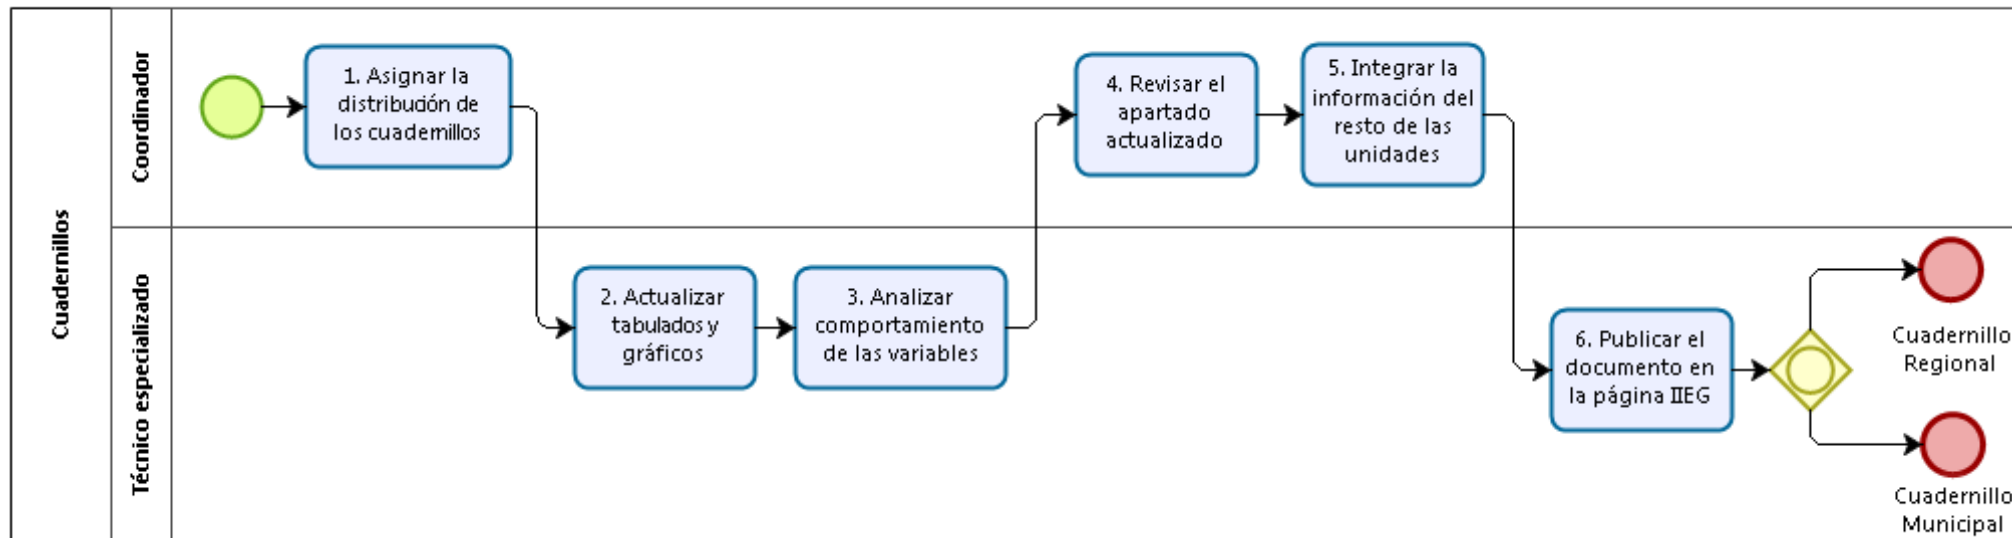 Cuadernillos
Coordinador
Técnico especializado
1. Asignar la
distribución de
los cuadernillos
2. Actualizar
tabulados y
gráficos
3. Analizar
comportamiento
de las variables
4. Revisar el
apartado
actualizado
5. Integrar la
información del
resto de las
unidades
6. Publicar el
documento en
la página IIEG
Cuadernillo
Regional
Cuadernillo
Municipal